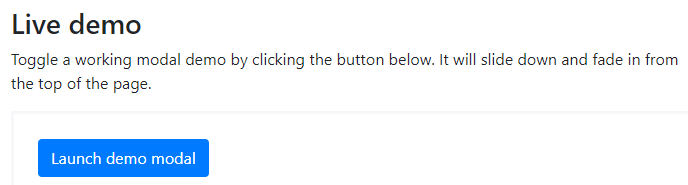 Live demo
Toggle a working modal demo by clicking the button below. It will slide down and fade in from
the top of the page.
Launch demo modal